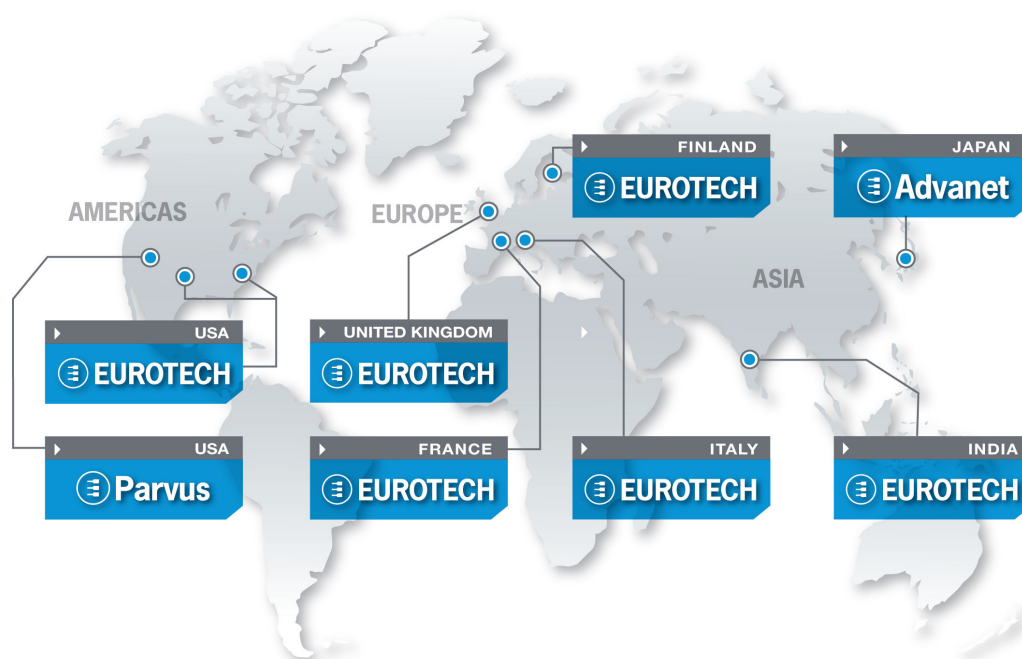 FINLAND
EUROTECH
JAPAN
Advanet
AMERICAS
EUROPE
ASIA
USA
EUROTECH
UNITED KINGDOM
EUROTECH
USA
Parvus
FRANCE
EUROTECH
ITALY
EUROTECH
INDIA
EUROTECH